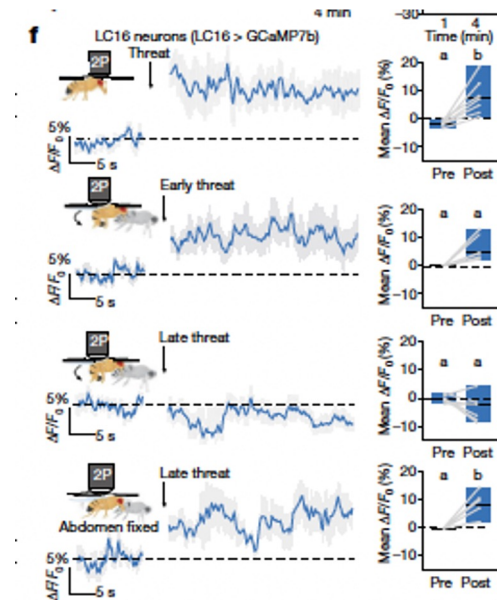 4 min
−30
1 4
Time (min)
f
LC16 neurons (LC16 > GCaMP7b)
2P
Threat
5%
ΔF/F0
5 s
Mean ΔF/F0 (%)
20
10
0
−10
a b
Pre Post
2P
Early threat
5%
ΔF/F0
5 s
Mean ΔF/F0 (%)
20
10
0
−10
a a
Pre Post
2P
Late threat
5%
ΔF/F0
5 s
Mean ΔF/F0 (%)
20
10
0
−10
a a
Pre Post
2P
Late threat
Abdomen fixed
5%
ΔF/F0
5 s
Mean ΔF/F0 (%)
20
10
0
−10
a b
Pre Post